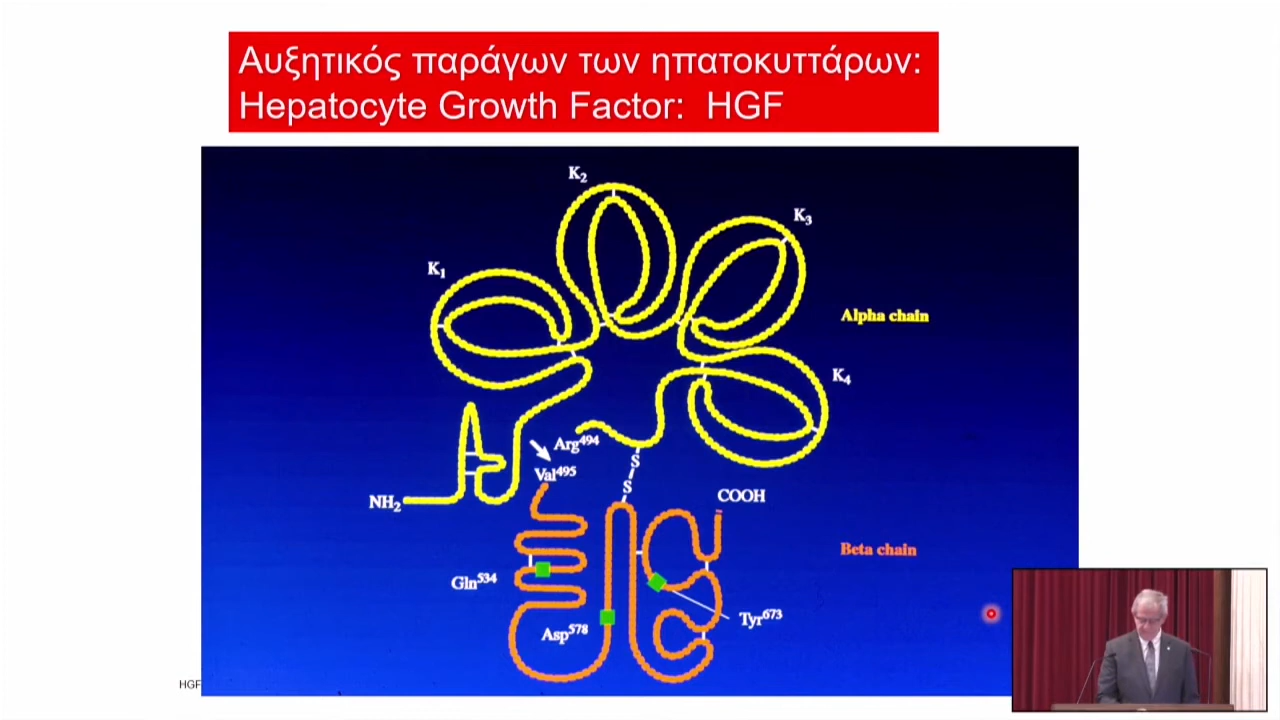 Αυξητικός παράγων των ηπατοκυττάρων:
Hepatocyte Growth Factor: HGF
K₂
K₃
K₁
Alpha chain
K₄
Arg⁴⁹⁴
Val⁴⁹⁵
S
S
NH₂
COOH
Beta chain
Gln⁵³⁴
Tyr⁶⁷³
Asp⁵⁷⁸
HGF